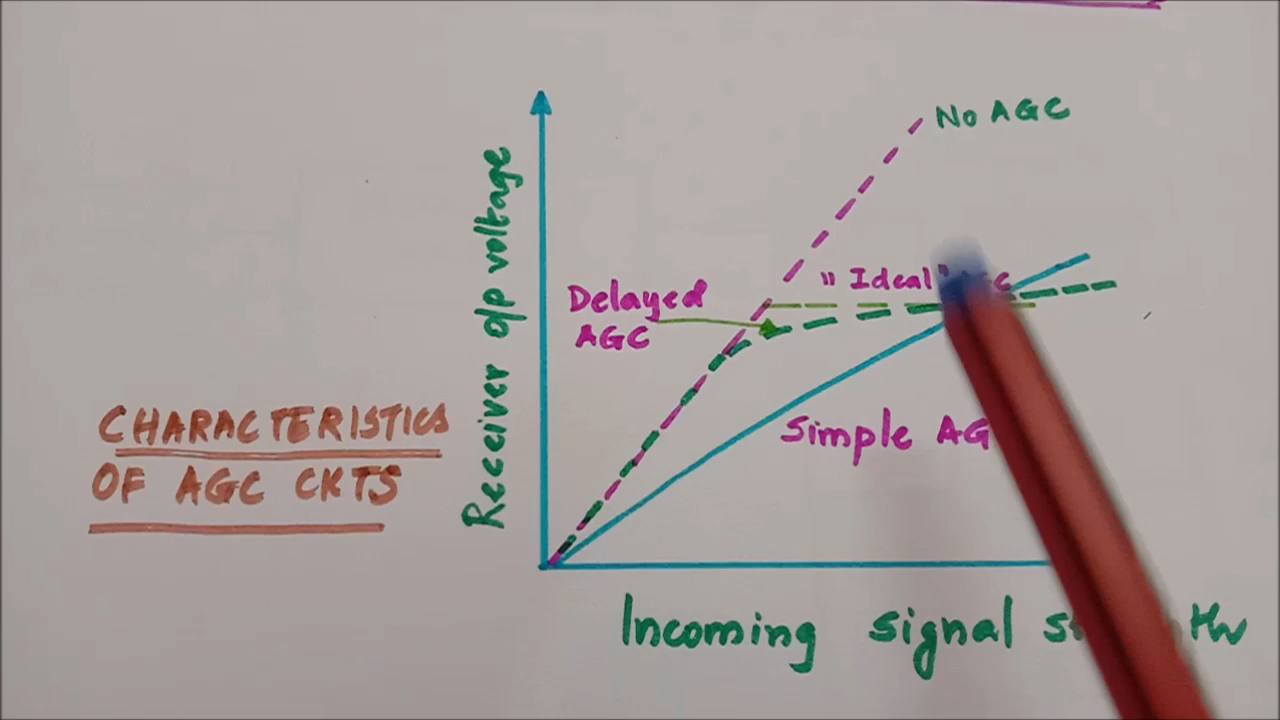 No AGC
" Ideal"
Delayed
AGC
Simple
Receiver o/p voltage
CHARACTERISTICS
OF AGC CKTS
Incoming signal